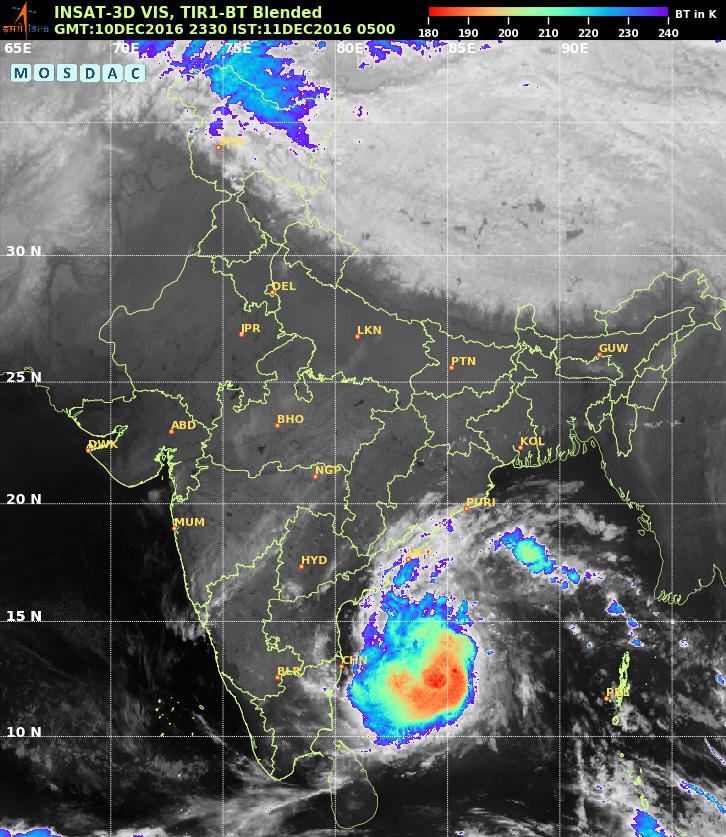 INSAT-3D VIS, TIR1-BT Blended
GMT:10DEC2016 2330 IST:11DEC2016 0500
BT in K
180 190 200 210 220 230 240
65E 70E 75E 80E 85E 90E
M O S D A C
SRN
30 N
DEL
JPR
LKN
GUW
PTN
25 N
ABD
BHO
DWK
KOL
NGP
20 N
PURI
MUM
HYD
15 N
CHN
BLR
PBL
10 N